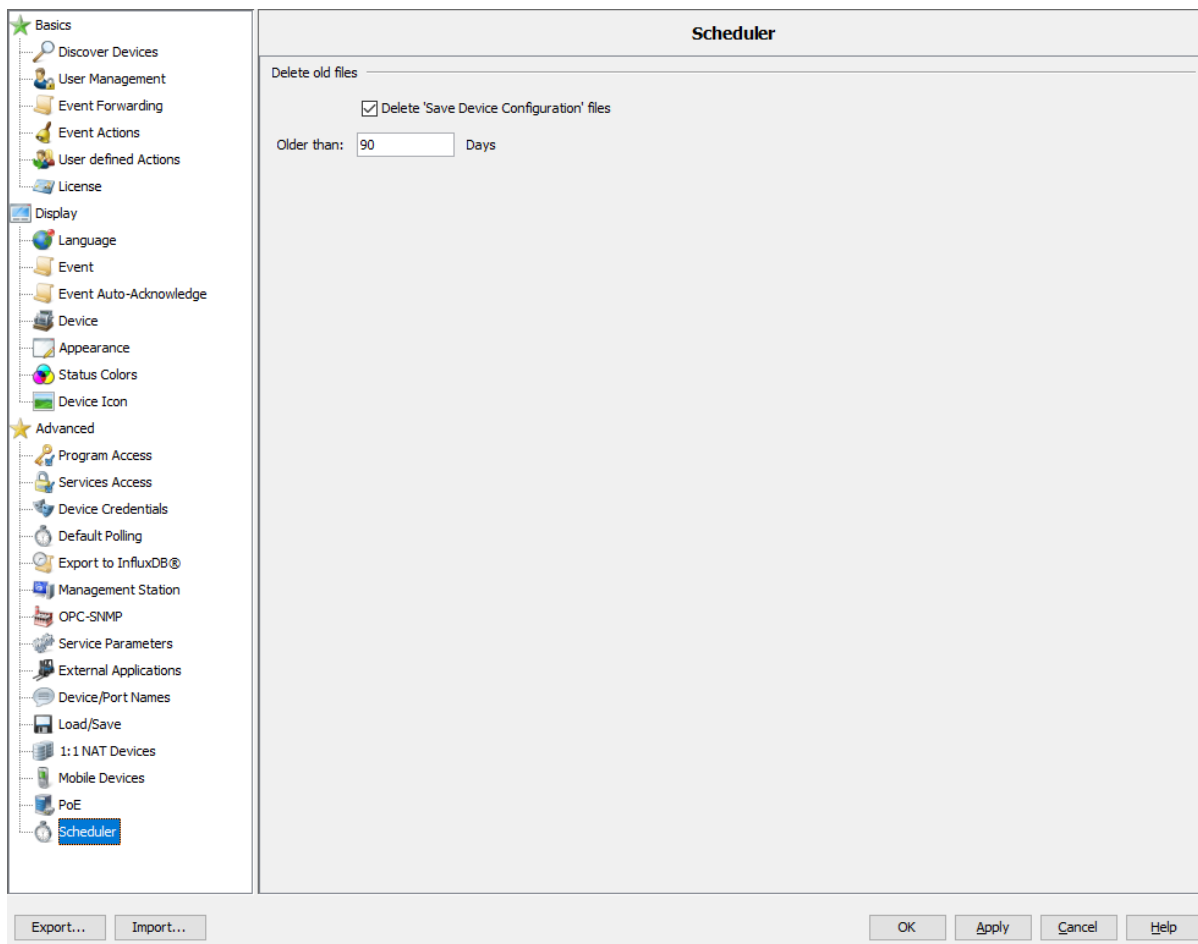 Basics
Discover Devices
User Management
Event Forwarding
Event Actions
User defined Actions
License
Display
Language
Event
Event Auto-Acknowledge
Device
Appearance
Status Colors
Device Icon
Advanced
Program Access
Services Access
Device Credentials
Default Polling
Export to InfluxDB®
Management Station
OPC-SNMP
Service Parameters
External Applications
Device/Port Names
Load/Save
1:1 NAT Devices
Mobile Devices
PoE
Scheduler
Scheduler
Delete old files
Delete 'Save Device Configuration' files
Older than: 90 Days
Export... Import... OK Apply Cancel Help